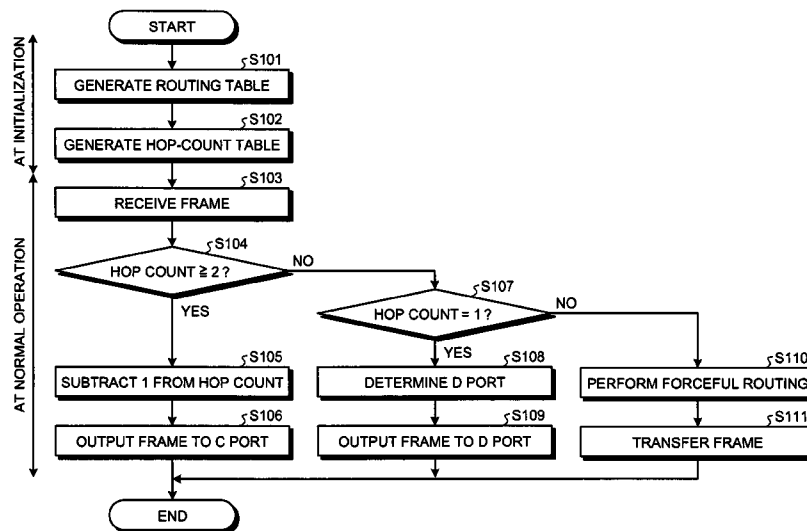 START
AT INITIALIZATION
S101
GENERATE ROUTING TABLE
S102
GENERATE HOP-COUNT TABLE
AT NORMAL OPERATION
S103
RECEIVE FRAME
S104
HOP COUNT ≧ 2 ?
NO
YES
S107
HOP COUNT = 1 ?
NO
YES
S105
SUBTRACT 1 FROM HOP COUNT
S108
DETERMINE D PORT
S110
PERFORM FORCEFUL ROUTING
S106
OUTPUT FRAME TO C PORT
S109
OUTPUT FRAME TO D PORT
S111
TRANSFER FRAME
END